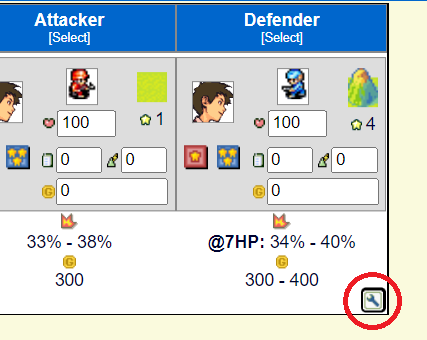 Attacker Defender
[Select] [Select]
100 1 100 4
0 0 0 0
0 0
33% - 38% @7HP: 34% - 40%
300 300 - 400